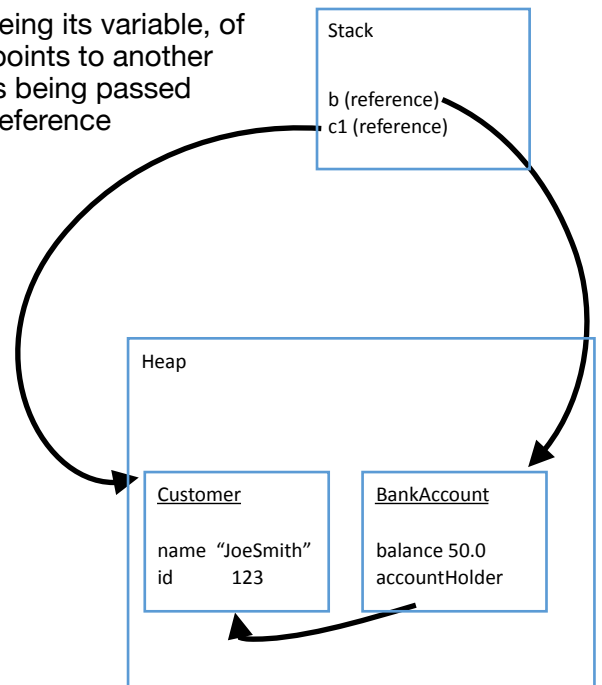 eing its variable, of
points to another
s being passed
eference
Stack
b (reference)
c1 (reference)
Heap
Customer
name “JoeSmith”
id 123
BankAccount
balance 50.0
accountHolder